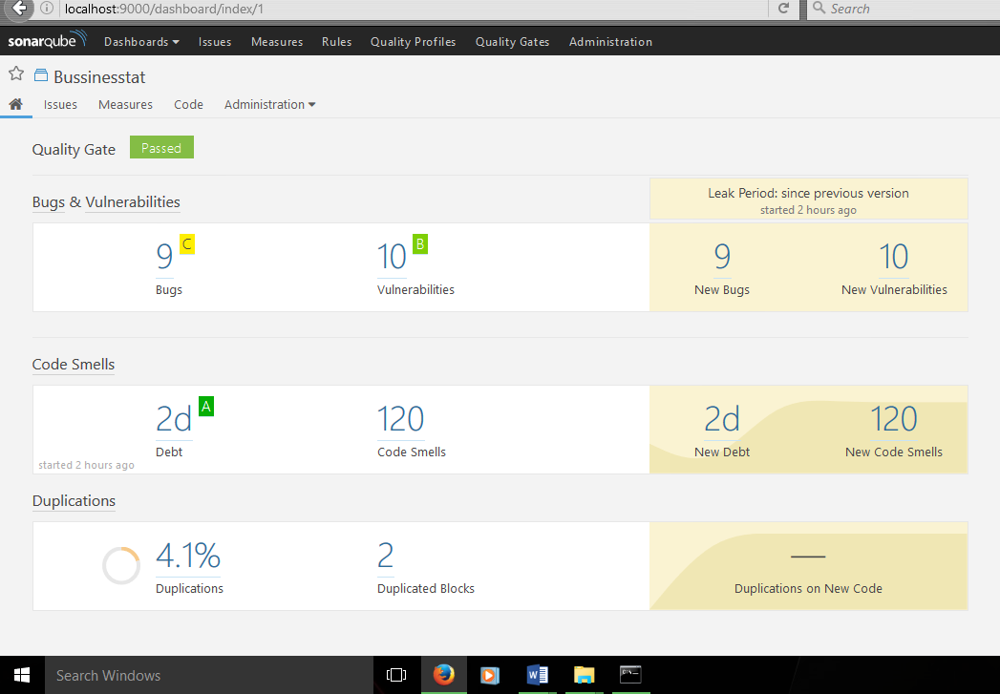 localhost:9000/dashboard/index/1
Search
sonarqube Dashboards Issues Measures Rules Quality Profiles Quality Gates Administration
Bussinesstat
Issues Measures Code Administration
Quality Gate Passed
Leak Period: since previous version
started 2 hours ago
Bugs & Vulnerabilities
9 C 10 B 9 10
Bugs Vulnerabilities New Bugs New Vulnerabilities
Code Smells
2d A 120 2d 120
Debt Code Smells New Debt New Code Smells
started 2 hours ago
Duplications
4.1% 2 —
Duplications Duplicated Blocks Duplications on New Code
Search Windows